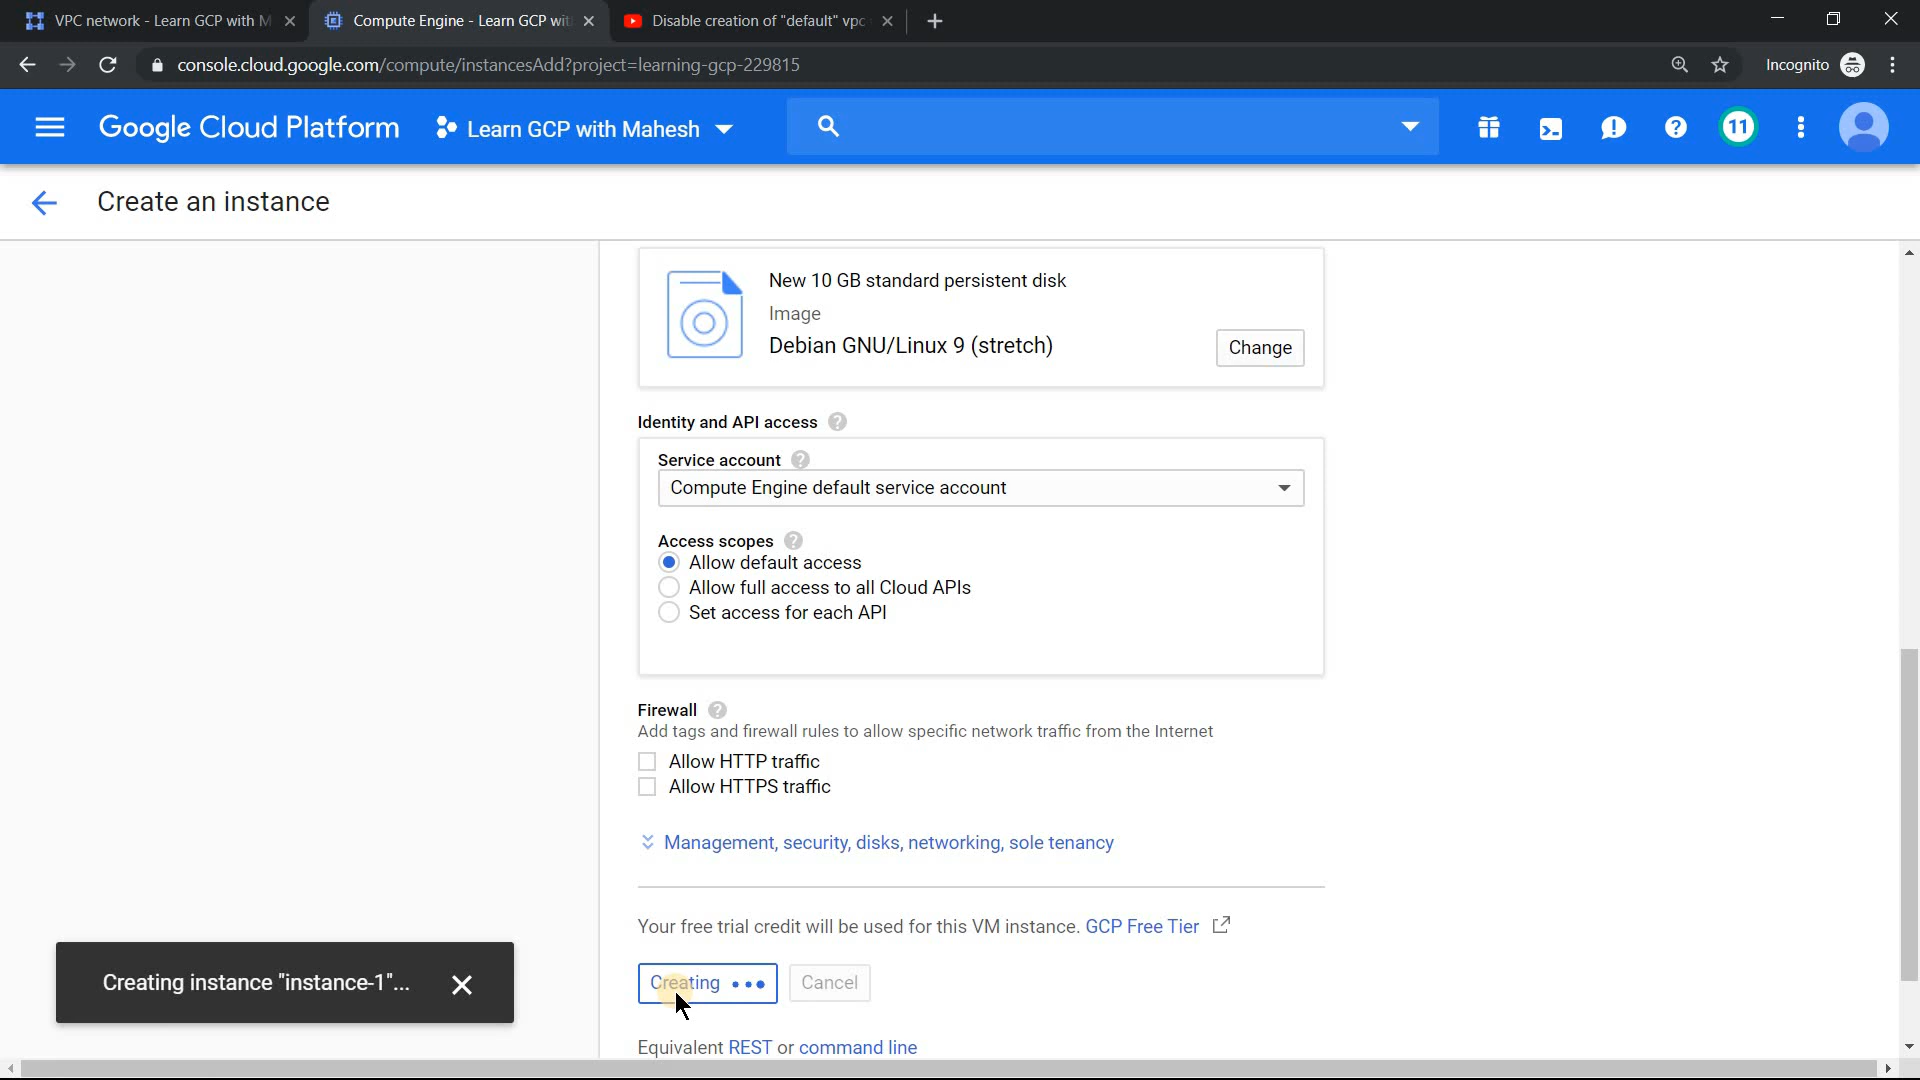 VPC network - Learn GCP with M
Compute Engine - Learn GCP wit
Disable creation of "default" vpc
console.cloud.google.com/compute/instancesAdd?project=learning-gcp-229815
Incognito
Google Cloud Platform
Learn GCP with Mahesh
11
Create an instance
New 10 GB standard persistent disk
Image
Debian GNU/Linux 9 (stretch)
Change
Identity and API access
Service account
Compute Engine default service account
Access scopes
Allow default access
Allow full access to all Cloud APIs
Set access for each API
Firewall
Add tags and firewall rules to allow specific network traffic from the Internet
Allow HTTP traffic
Allow HTTPS traffic
Management, security, disks, networking, sole tenancy
Your free trial credit will be used for this VM instance. GCP Free Tier
Creating instance "instance-1"...
Creating
Cancel
Equivalent REST or command line